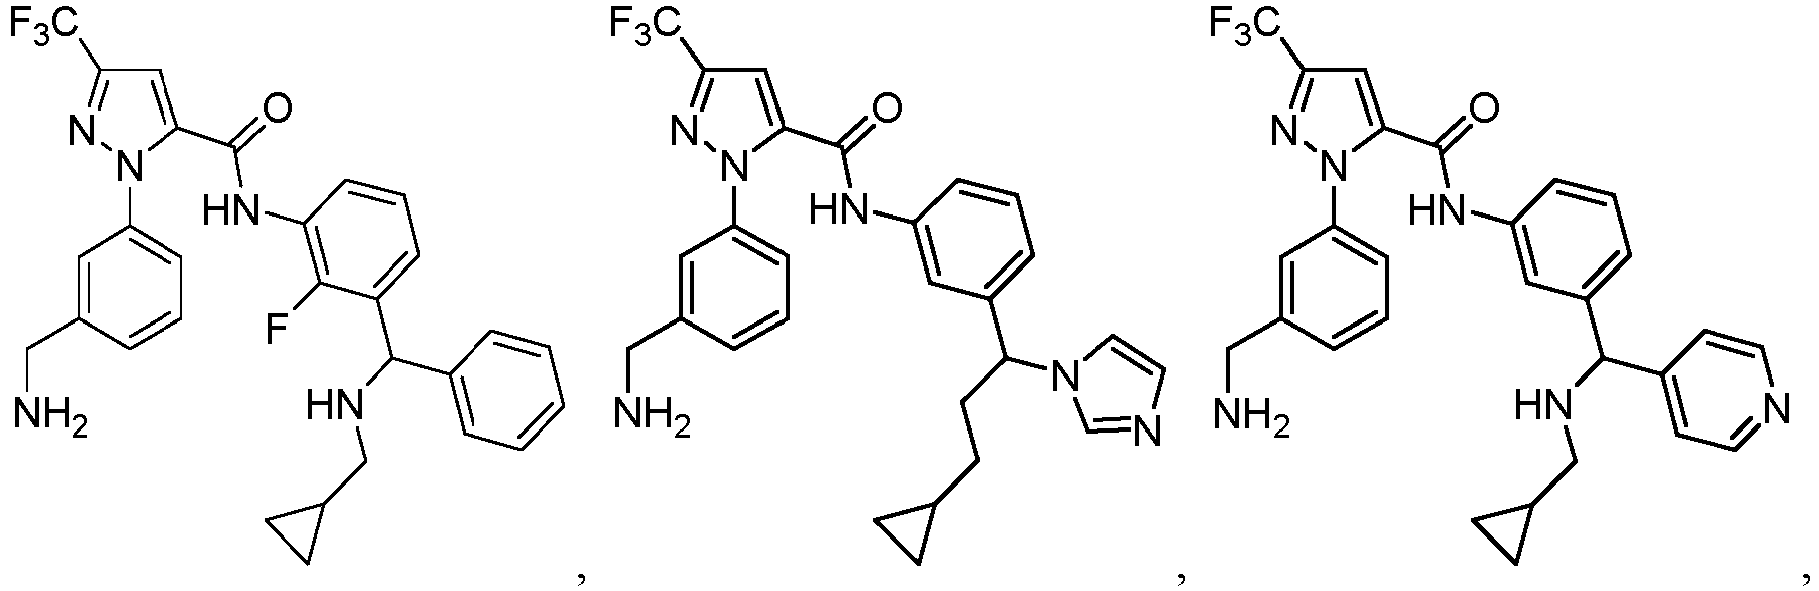 F3C F3C F3C
O O O
N N N
N N N
HN HN HN
F
N
HN HN N
NH2 NH2 N NH2
, , ,